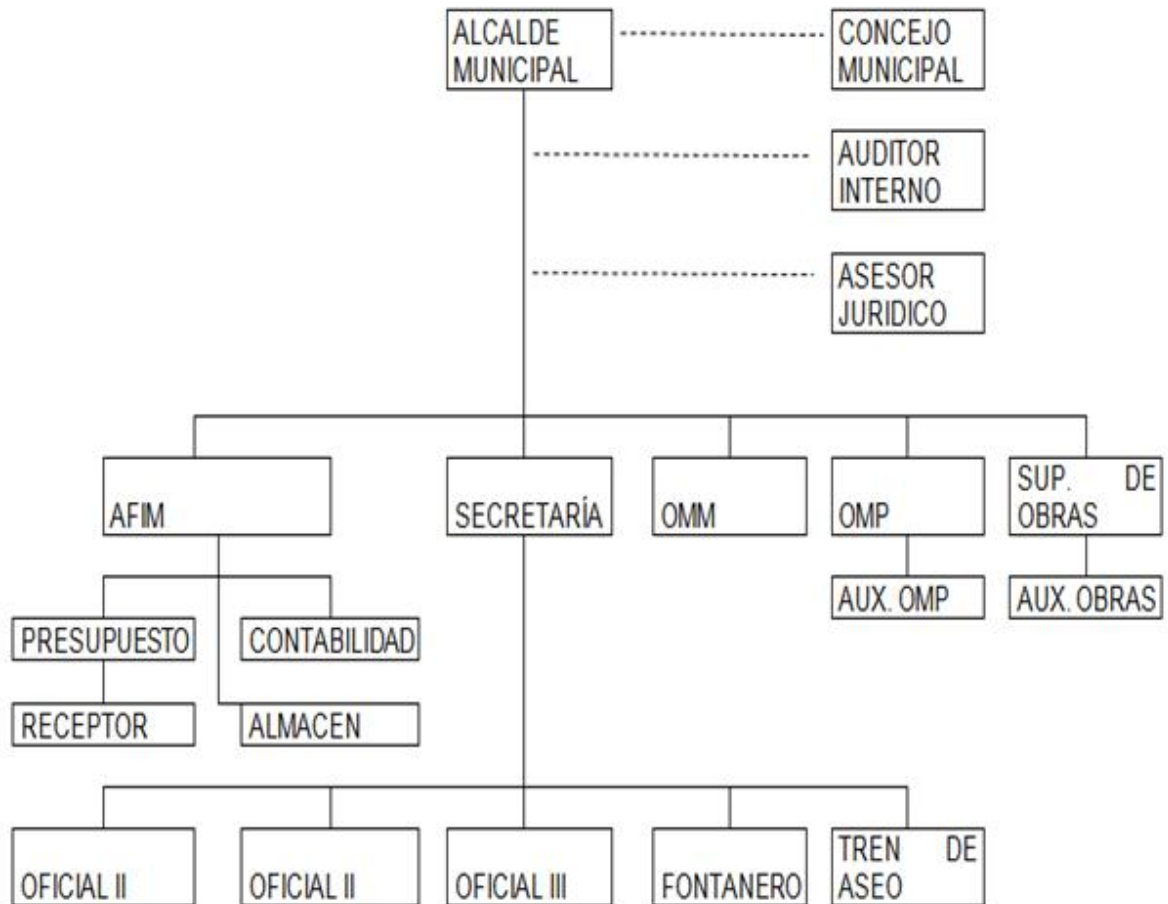 ALCALDE
MUNICIPAL
CONCEJO
MUNICIPAL
AUDITOR
INTERNO
ASESOR
JURIDICO
AFIM
SECRETARÍA
OMM
OMP
SUP. DE
OBRAS
AUX. OMP
AUX. OBRAS
PRESUPUESTO
CONTABILIDAD
RECEPTOR
ALMACEN
OFICIAL II
OFICIAL II
OFICIAL III
FONTANERO
TREN DE
ASEO